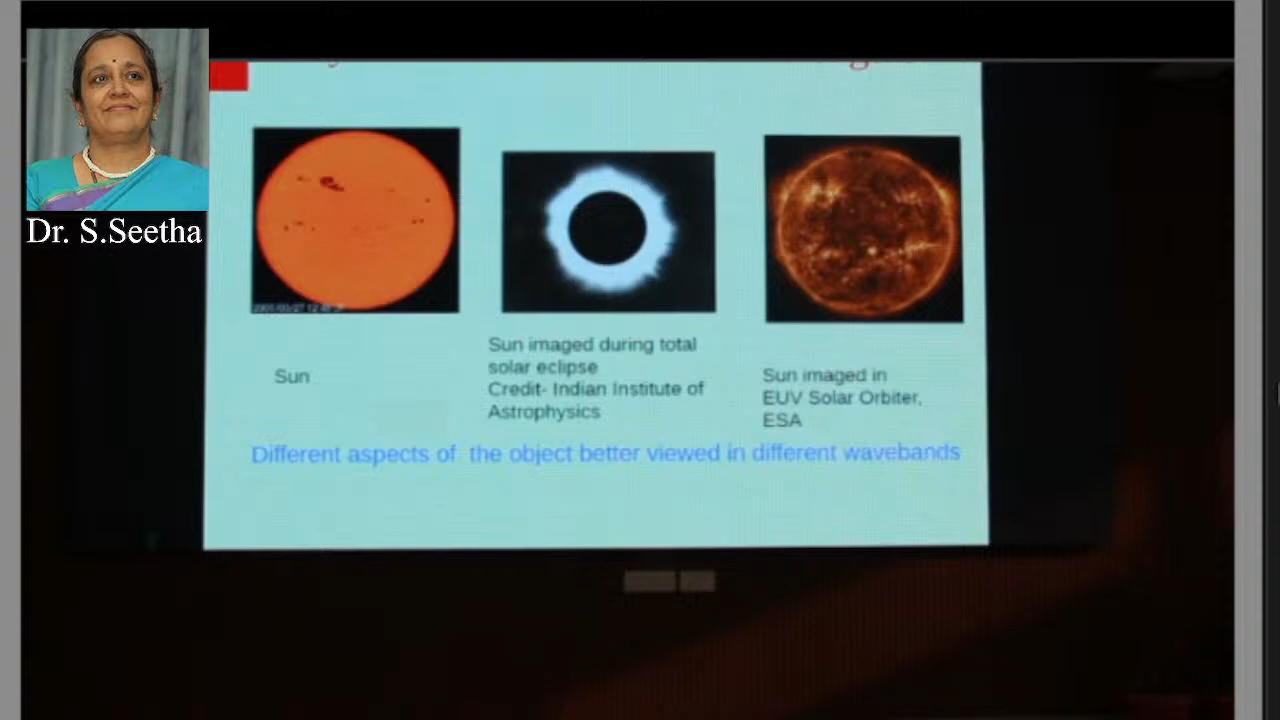 Dr. S.Seetha
Sun
Sun imaged during total
solar eclipse
Credit- Indian Institute of
Astrophysics
Sun imaged in
EUV Solar Orbiter,
ESA
Different aspects of the object better viewed in different wavebands